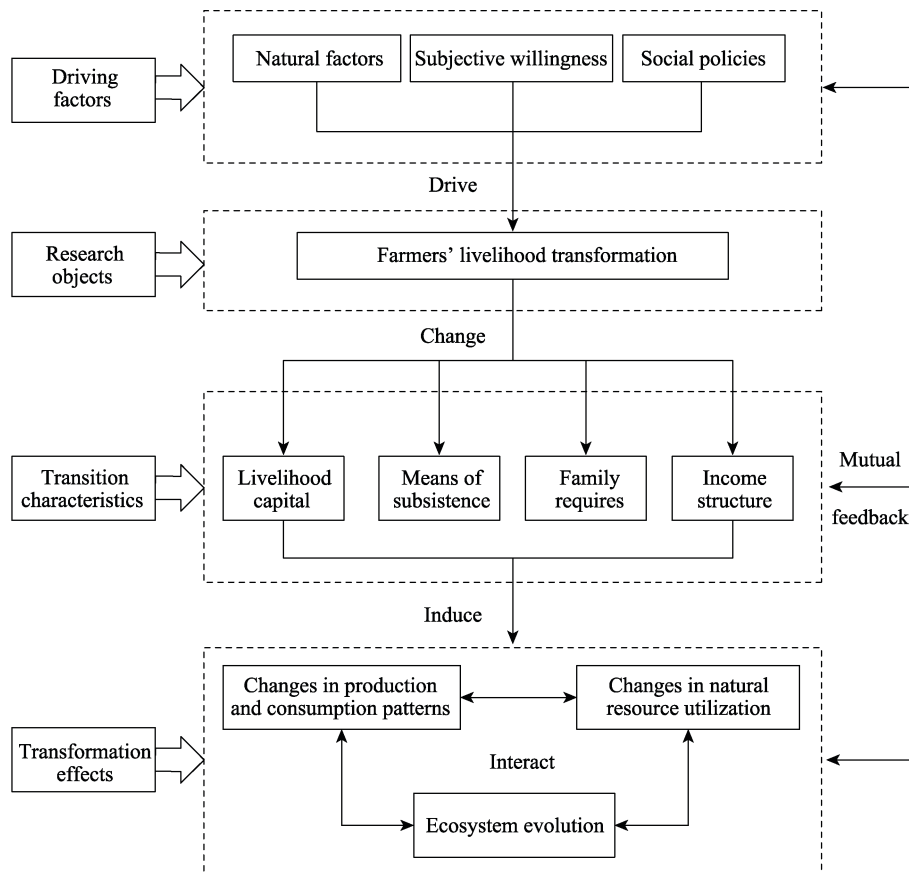 Driving
factors
Natural factors
Subjective willingness
Social policies
Drive
Research
objects
Farmers' livelihood transformation
Change
Transition
characteristics
Livelihood
capital
Means of
subsistence
Family
requires
Income
structure
Mutual
feedback
Induce
Transformation
effects
Changes in production
and consumption patterns
Changes in natural
resource utilization
Interact
Ecosystem evolution